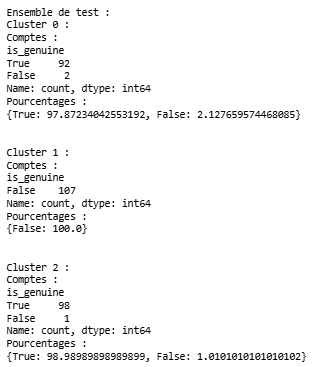 Ensemble de test :
Cluster 0 :
Comptes :
is_genuine
True     92
False     2
Name: count, dtype: int64
Pourcentages :
{True: 97.87234042553192, False: 2.127659574468085}
Cluster 1 :
Comptes :
is_genuine
False    107
Name: count, dtype: int64
Pourcentages :
{False: 100.0}
Cluster 2 :
Comptes :
is_genuine
True     98
False     1
Name: count, dtype: int64
Pourcentages :
{True: 98.98989898989899, False: 1.0101010101010102}